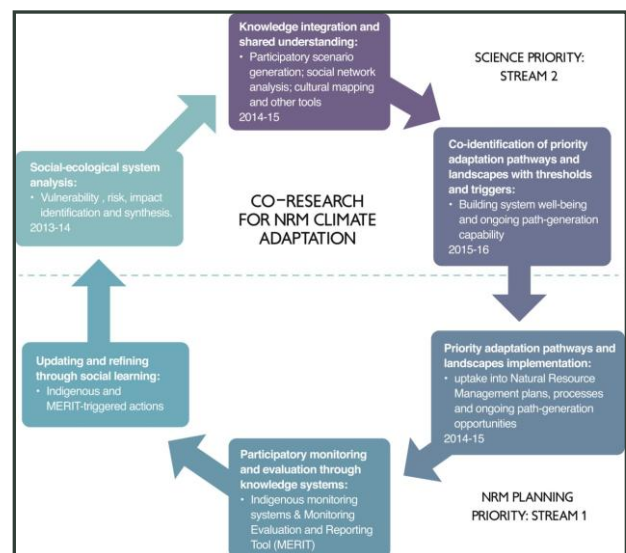 Knowledge integration and
shared understanding:
• Participatory scenario
generation; social network
analysis; cultural mapping
and other tools
2014-15
SCIENCE PRIORITY:
STREAM 2
Social-ecological system
analysis:
• Vulnerability , risk, impact
identification and synthesis.
2013-14
CO-RESEARCH
FOR NRM CLIMATE
ADAPTATION
Co-identification of priority
adaptation pathways and
landscapes with thresholds
and triggers:
• Building system well-being
and ongoing path-generation
capability
2015-16
Updating and refining
through social learning:
• Indigenous and
MERIT-triggered actions
Priority adaptation pathways and
landscapes implementation:
• uptake into Natural Resource
Management plans, processes
and ongoing path-generation
opportunities
2014-15
Participatory monitoring
and evaluation through
knowledge systems:
• Indigenous monitoring
systems & Monitoring
Evaluation and Reporting
Tool (MERIT)
NRM PLANNING
PRIORITY: STREAM 1